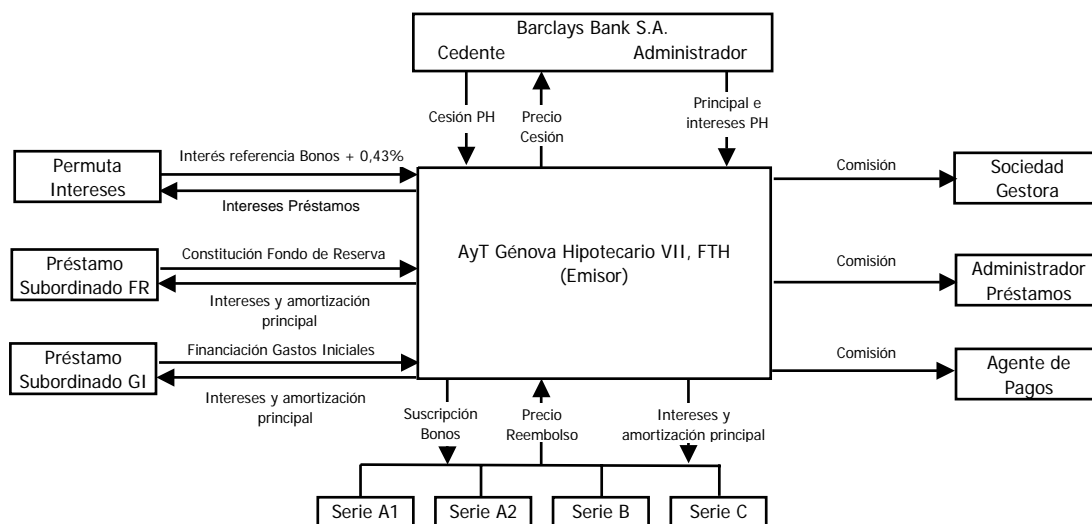 Barclays Bank S.A.
Cedente
Administrador
Cesión PH
Precio
Cesión
Principal e
intereses PH
Permuta
Intereses
Interés referencia Bonos + 0,43%
Intereses Préstamos
Préstamo
Subordinado FR
Constitución Fondo de Reserva
Intereses y amortización
principal
Préstamo
Subordinado GI
Financiación Gastos Iniciales
Intereses y amortización
principal
AyT Génova Hipotecario VII, FTH
(Emisor)
Comisión
Sociedad
Gestora
Comisión
Administrador
Préstamos
Comisión
Agente de
Pagos
Suscripción
Bonos
Precio
Reembolso
Intereses y
amortización principal
Serie A1
Serie A2
Serie B
Serie C